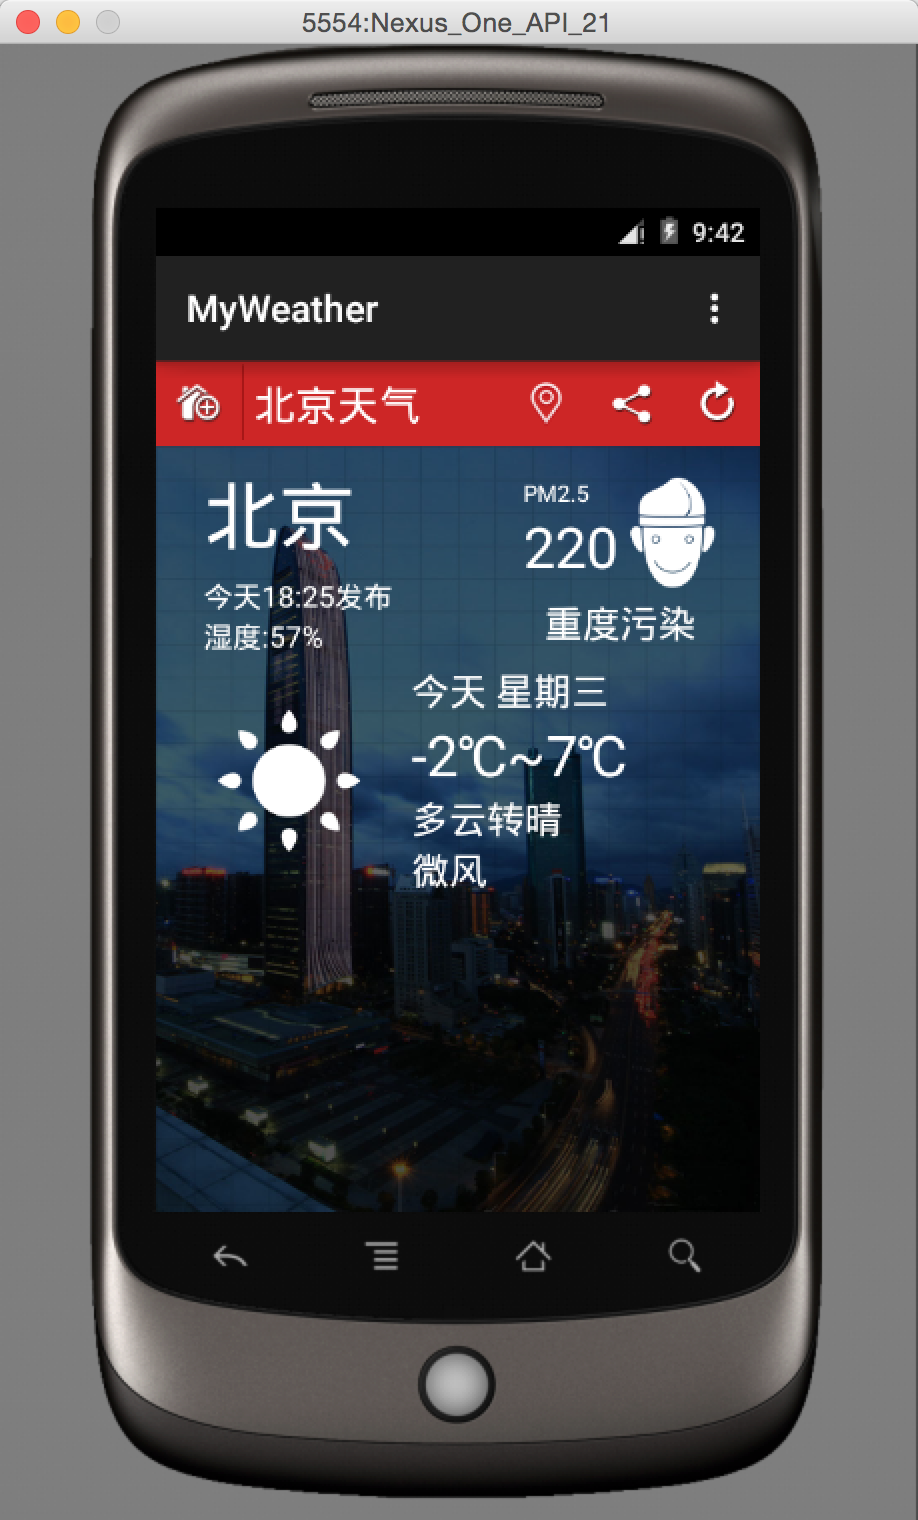 5554:Nexus_One_API_21
9:42
MyWeather
北京天气
北京
PM2.5
220
今天18:25发布
湿度:57%
重度污染
今天 星期三
-2℃~7℃
多云转晴
微风